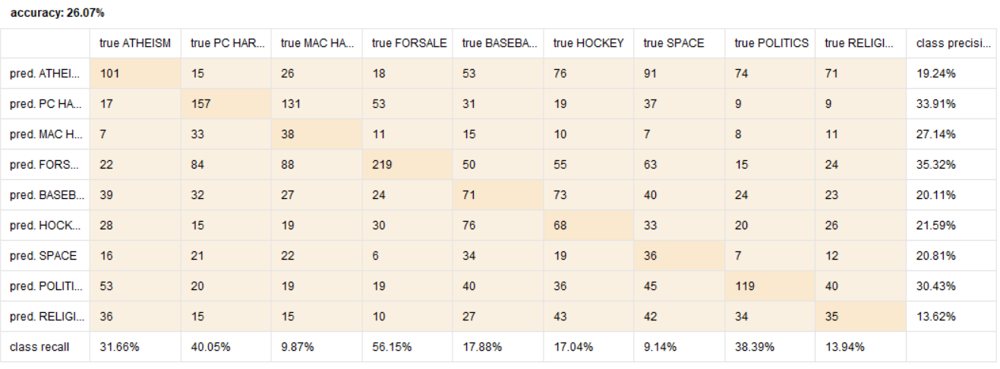 accuracy: 26.07%
true ATHEISM true PC HAR... true MAC HA... true FORSALE true BASEBA... true HOCKEY true SPACE true POLITICS true RELIGI... class precisi...
pred. ATHEI... 101 15 26 18 53 76 91 74 71 19.24%
pred. PC HA... 17 157 131 53 31 19 37 9 9 33.91%
pred. MAC H... 7 33 38 11 15 10 7 8 11 27.14%
pred. FORS... 22 84 88 219 50 55 63 15 24 35.32%
pred. BASEB... 39 32 27 24 71 73 40 24 23 20.11%
pred. HOCK... 28 15 19 30 76 68 33 20 26 21.59%
pred. SPACE 16 21 22 6 34 19 36 7 12 20.81%
pred. POLITI... 53 20 19 19 40 36 45 119 40 30.43%
pred. RELIGI... 36 15 15 10 27 43 42 34 35 13.62%
class recall 31.66% 40.05% 9.87% 56.15% 17.88% 17.04% 9.14% 38.39% 13.94%